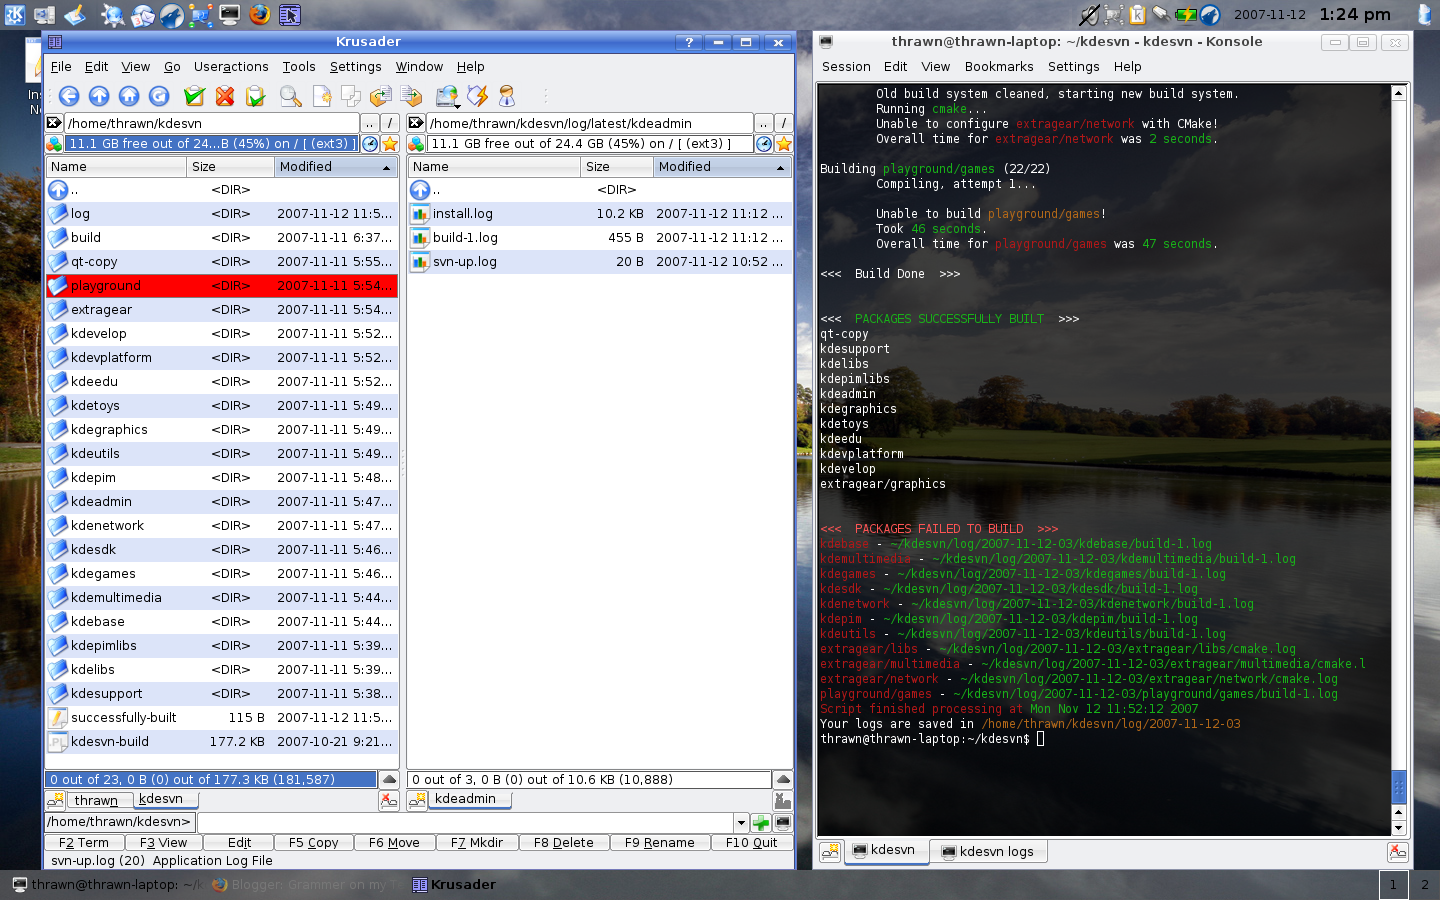 2007-11-12 1:24 pm
Krusader
File Edit View Go Useractions Tools Settings Window Help
/home/thrawn/kdesvn .. /
11.1 GB free out of 24...B (45%) on / [ (ext3) ]
Name Size Modified
.. <DIR>
log <DIR> 2007-11-12 11:5...
build <DIR> 2007-11-11 6:37...
qt-copy <DIR> 2007-11-11 5:55...
playground <DIR> 2007-11-11 5:54...
extragear <DIR> 2007-11-11 5:54...
kdevelop <DIR> 2007-11-11 5:52...
kdevplatform <DIR> 2007-11-11 5:52...
kdeedu <DIR> 2007-11-11 5:52...
kdetoys <DIR> 2007-11-11 5:49...
kdegraphics <DIR> 2007-11-11 5:49...
kdeutils <DIR> 2007-11-11 5:49...
kdepim <DIR> 2007-11-11 5:48...
kdeadmin <DIR> 2007-11-11 5:47...
kdenetwork <DIR> 2007-11-11 5:47...
kdesdk <DIR> 2007-11-11 5:46...
kdegames <DIR> 2007-11-11 5:46...
kdemultimedia <DIR> 2007-11-11 5:44...
kdebase <DIR> 2007-11-11 5:44...
kdepimlibs <DIR> 2007-11-11 5:39...
kdelibs <DIR> 2007-11-11 5:39...
kdesupport <DIR> 2007-11-11 5:38...
successfully-built 115 B 2007-11-12 11:5...
kdesvn-build 177.2 KB 2007-10-21 9:21...
0 out of 23, 0 B (0) out of 177.3 KB (181,587)
thrawn kdesvn
/home/thrawn/kdesvn/log/latest/kdeadmin .. /
11.1 GB free out of 24.4 GB (45%) on / [ (ext3) ]
Name Size Modified
.. <DIR>
install.log 10.2 KB 2007-11-12 11:12 ...
build-1.log 455 B 2007-11-12 11:12 ...
svn-up.log 20 B 2007-11-12 10:52 ...
0 out of 3, 0 B (0) out of 10.6 KB (10,888)
kdeadmin
/home/thrawn/kdesvn>
F2 Term F3 View Edit F5 Copy F6 Move F7 Mkdir F8 Delete F9 Rename F10 Quit
svn-up.log (20) Application Log File
thrawn@thrawn-laptop: ~/kdesvn - kdesvn - Konsole
Session Edit View Bookmarks Settings Help
Old build system cleaned, starting new build system.
Running cmake...
Unable to configure extragear/network with CMake!
Overall time for extragear/network was 2 seconds.
Building playground/games (22/22)
Compiling, attempt 1...
Unable to build playground/games!
Took 46 seconds.
Overall time for playground/games was 47 seconds.
<<< Build Done >>>
<<< PACKAGES SUCCESSFULLY BUILT >>>
qt-copy
kdesupport
kdelibs
kdepimlibs
kdeadmin
kdegraphics
kdetoys
kdeedu
kdevplatform
kdevelop
extragear/graphics
<<< PACKAGES FAILED TO BUILD >>>
kdebase - ~/kdesvn/log/2007-11-12-03/kdebase/build-1.log
kdemultimedia - ~/kdesvn/log/2007-11-12-03/kdemultimedia/build-1.log
kdegames - ~/kdesvn/log/2007-11-12-03/kdegames/build-1.log
kdesdk - ~/kdesvn/log/2007-11-12-03/kdesdk/build-1.log
kdenetwork - ~/kdesvn/log/2007-11-12-03/kdenetwork/build-1.log
kdepim - ~/kdesvn/log/2007-11-12-03/kdepim/build-1.log
kdeutils - ~/kdesvn/log/2007-11-12-03/kdeutils/build-1.log
extragear/libs - ~/kdesvn/log/2007-11-12-03/extragear/libs/cmake.log
extragear/multimedia - ~/kdesvn/log/2007-11-12-03/extragear/multimedia/cmake.l
extragear/network - ~/kdesvn/log/2007-11-12-03/extragear/network/cmake.log
playground/games - ~/kdesvn/log/2007-11-12-03/playground/games/build-1.log
Script finished processing at Mon Nov 12 11:52:12 2007
Your logs are saved in /home/thrawn/kdesvn/log/2007-11-12-03
thrawn@thrawn-laptop:~/kdesvn$
kdesvn kdesvn logs
thrawn@thrawn-laptop: ~/k Blogger: Grammer on my Te Krusader 1 2